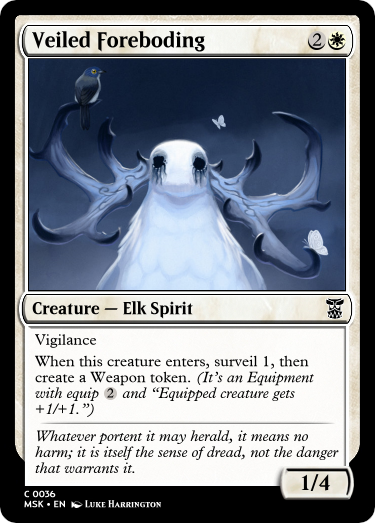 Veiled Foreboding 2
Creature — Elk Spirit
Vigilance
When this creature enters, surveil 1, then
create a Weapon token. (It's an Equipment
with equip 2 and “Equipped creature gets
+1/+1.”)
Whatever portent it may herald, it means no
harm; it is itself the sense of dread, not the danger
that warrants it.
1/4
C 0036
MSK • EN Luke Harrington